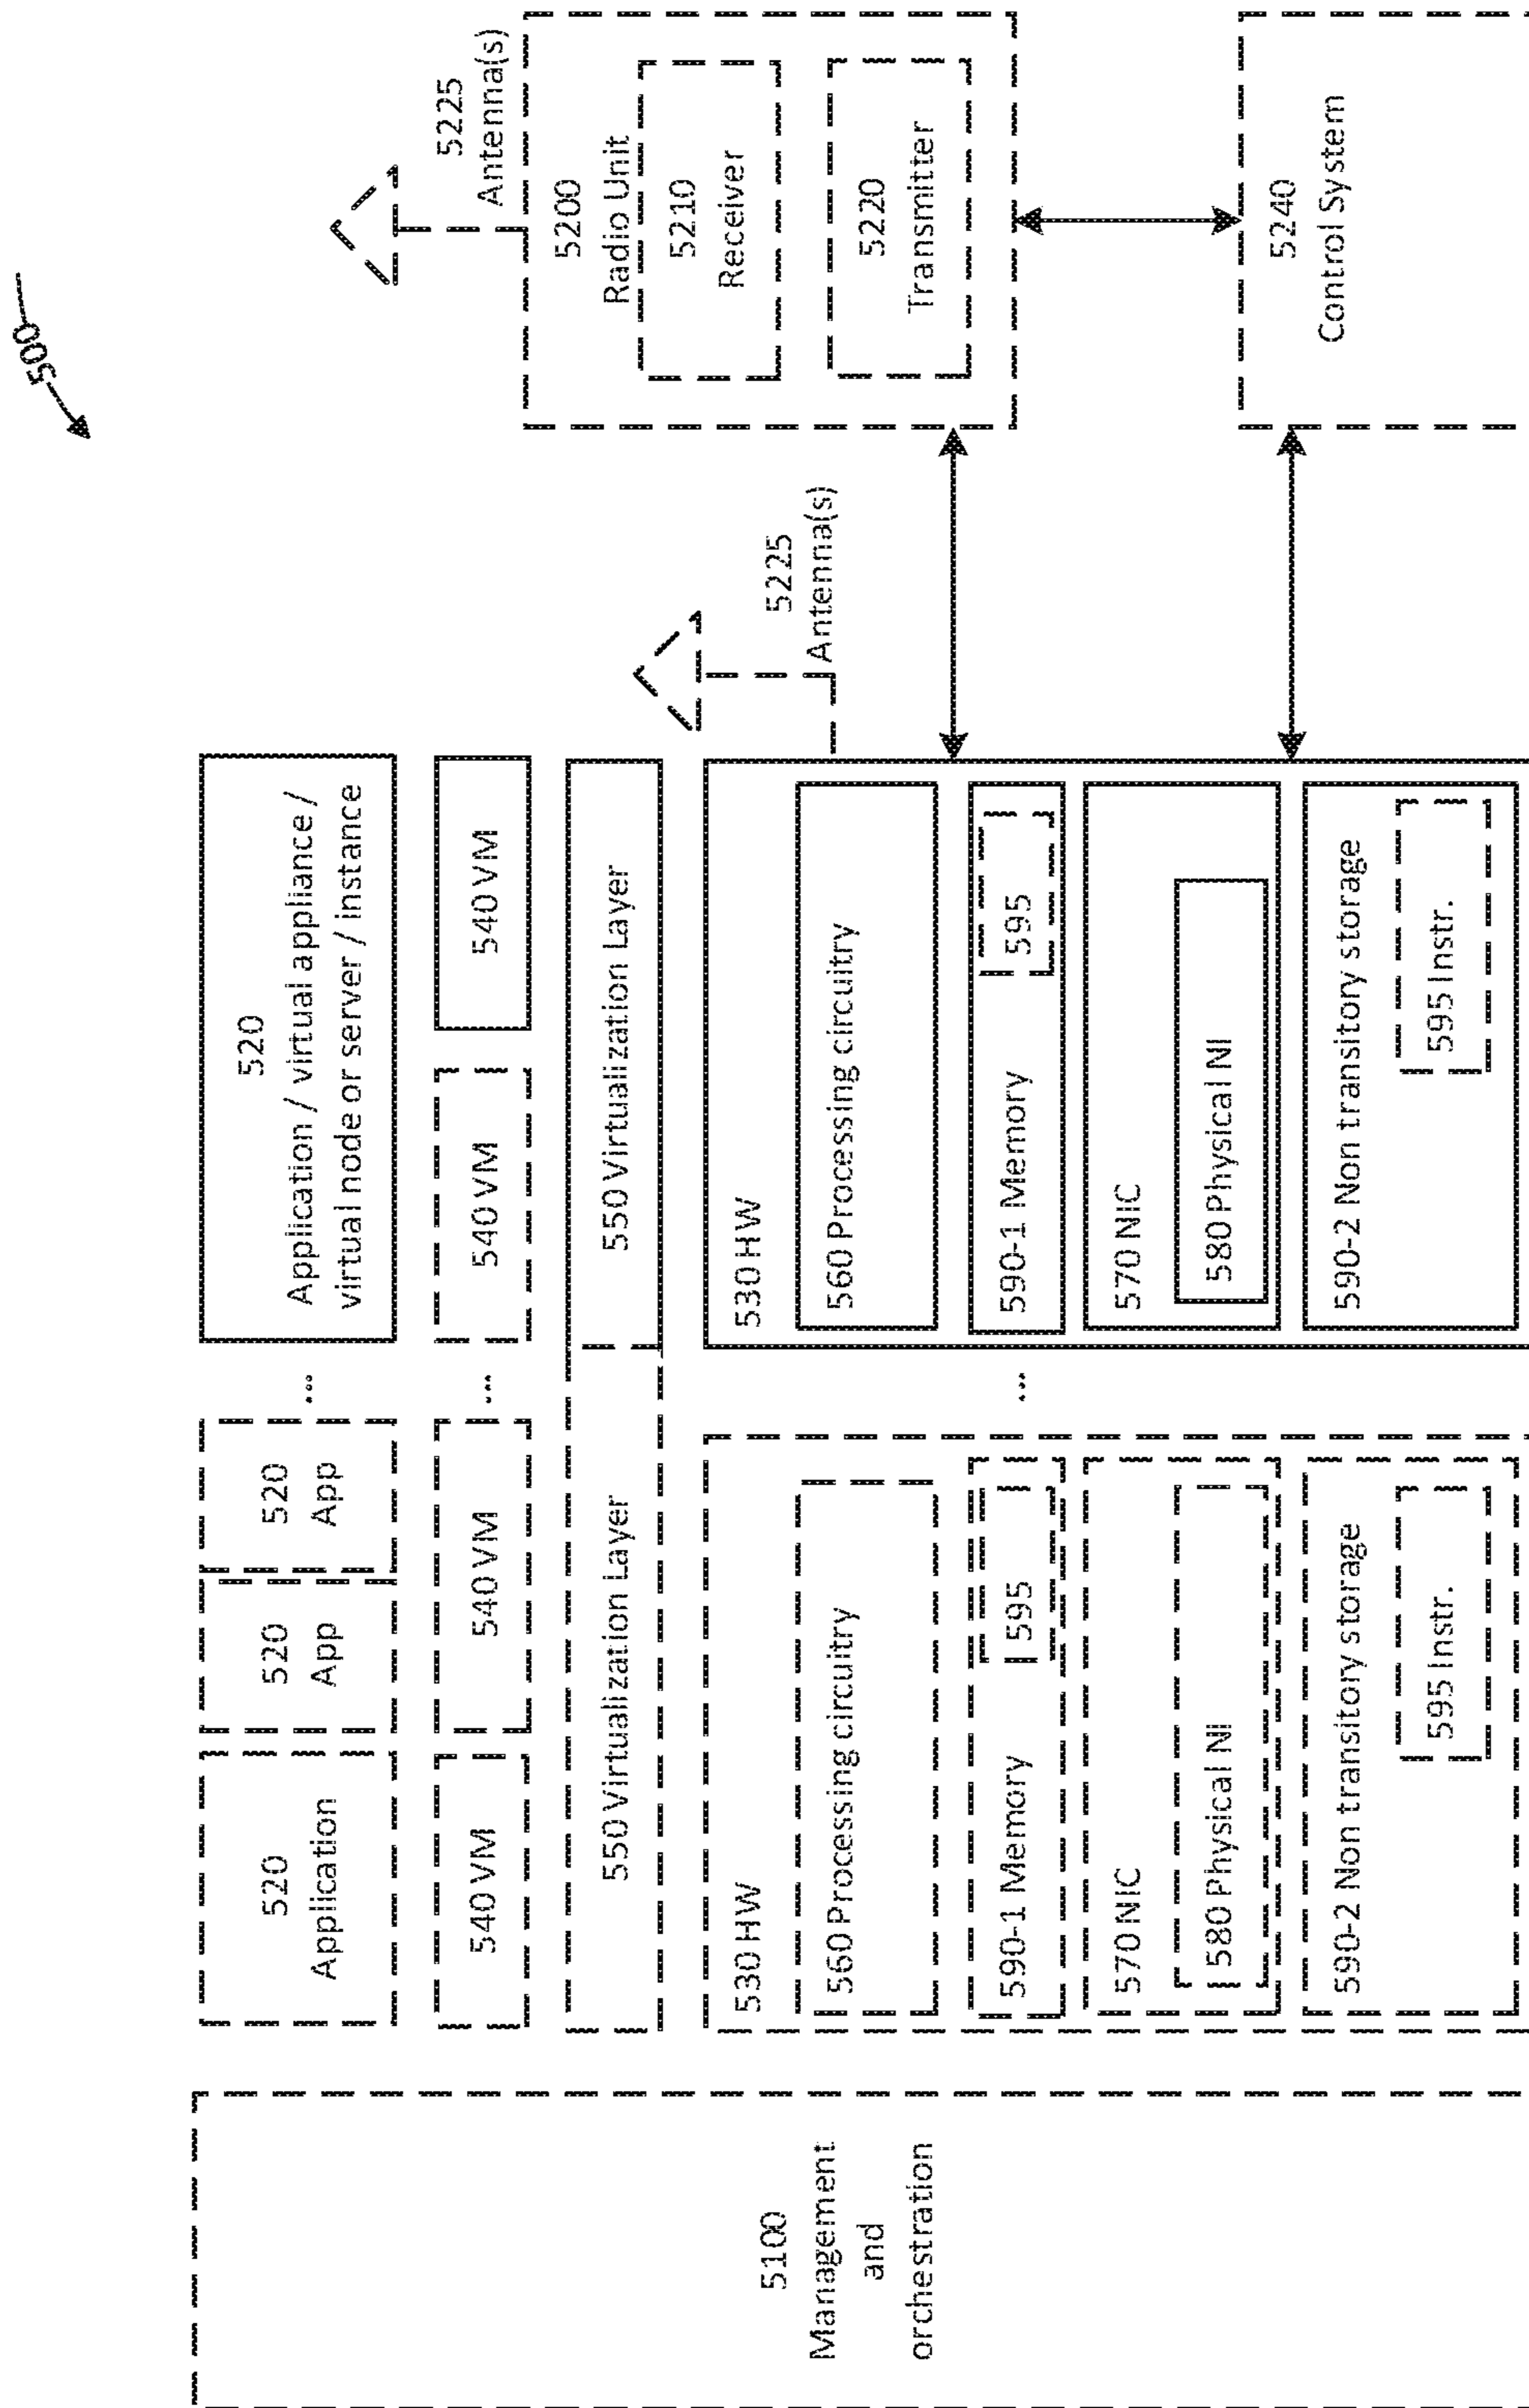 500
5100
Management
and
orchestration
520
Application
520
App
520
App
...
520
Application / virtual appliance /
virtual node or server / instance
540 VM
540 VM
...
540 VM
540 VM
550 Virtualization Layer
550 Virtualization Layer
530 HW
560 Processing circuitry
590-1 Memory
595
570 NIC
580 Physical NI
590-2 Non transitory storage
595 Instr.
...
530 HW
560 Processing circuitry
590-1 Memory
595
570 NIC
580 Physical NI
590-2 Non transitory storage
595 Instr.
5225
Antenna(s)
5225
Antenna(s)
5200
Radio Unit
5210
Receiver
5220
Transmitter
5240
Control System